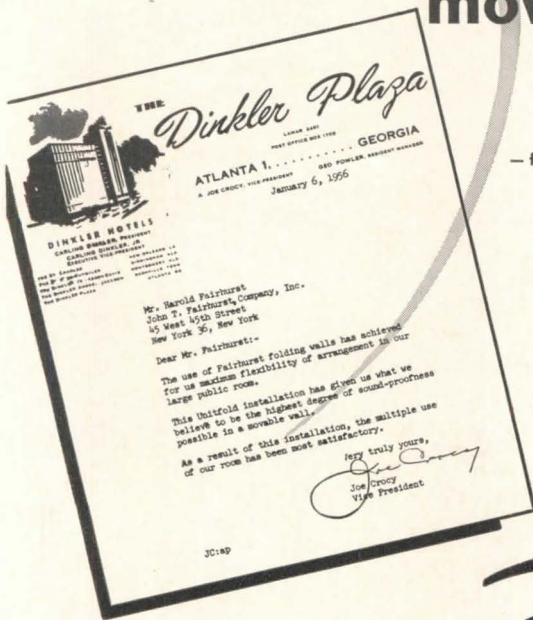 mov
– f
THE
Dinkler Plaza
LAMAR
POST OFFICE BOX
ATLANTA 1, . . . . . . . . . . GEORGIA
A. JOE CROCY, VICE-PRESIDENT GEO FOWLER, RESIDENT MANAGER
January 6, 1956
DINKLER HOTELS
CARLING DINKLER, PRESIDENT
CARLING DINKLER, JR
EXECUTIVE VICE-PRESIDENT
Mr. Harold Fairhurst
John T. Fairhurst, Company, Inc.
45 West 45th Street
New York 36, New York
Dear Mr. Fairhurst:-
The use of Fairhurst folding walls has achieved
for us maximum flexibility of arrangement in our
large public room.
This Unitfold installation has given us what we
believe to be the highest degree of sound-proofness
possible in a movable wall.
As a result of this installation, the multiple use
of our room has been most satisfactory.
Very truly yours,
Joe Crocy
Joe Crocy
Vice President
JC:ap